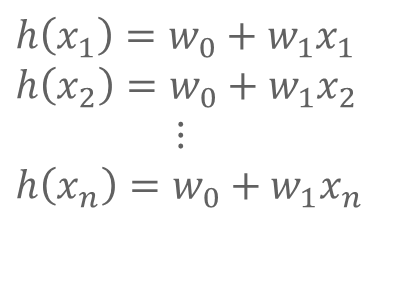 h(x₁) = w₀ + w₁x₁
h(x₂) = w₀ + w₁x₂
⋮
h(xₙ) = w₀ + w₁xₙ